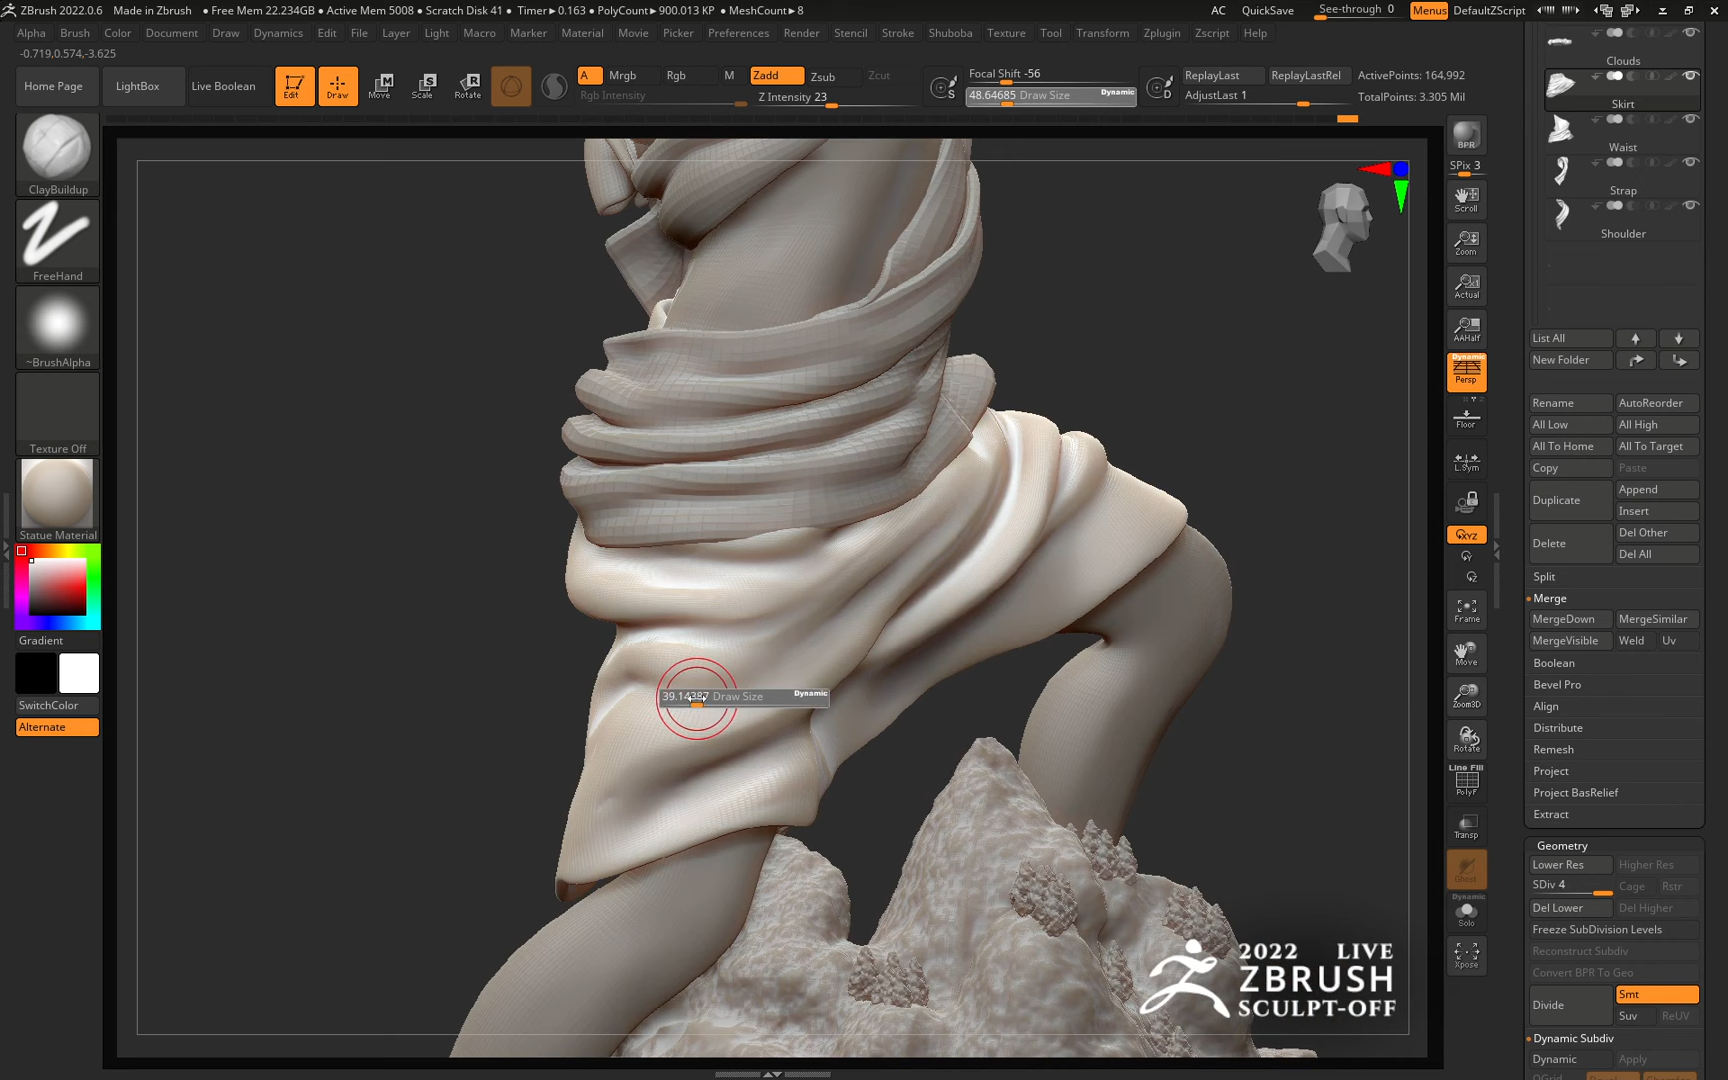 ZBrush 2022.0.6 Made in Zbrush • Free Mem 22.234GB • Active Mem 5008 • Scratch Disk 41 • Timer▸0.163 • PolyCount▸900.013 KP • MeshCount▸8 AC QuickSave See-through 0 Menus DefaultZScript
Alpha Brush Color Document Draw Dynamics Edit File Layer Light Macro Marker Material Movie Picker Preferences Render Stencil Stroke Shuboba Texture Tool Transform Zplugin Zscript Help
-0.719,0.574,-3.625
Home Page LightBox Live Boolean Edit Draw Move Scale Rotate
A Mrgb Rgb M Zadd Zsub Zcut
Rgb Intensity Z Intensity 23
Focal Shift -56
48.64685 Draw Size Dynamic
ReplayLast ReplayLastRel
AdjustLast 1
ActivePoints: 164,992
TotalPoints: 3.305 Mil
ClayBuildup
FreeHand
~BrushAlpha
Texture Off
Statue Material
Gradient
SwitchColor
Alternate
39.14387 Draw Size Dynamic
2022 LIVE
ZBRUSH
SCULPT-OFF
BPR
SPix 3
Scroll
Zoom
Actual
AAHalf
Dynamic
Persp
Floor
L.Sym
XYZ
Frame
Move
Zoom3D
Rotate
Line Fill
PolyF
Transp
Ghost
Dynamic
Solo
Xpose
Clouds
Skirt
Waist
Strap
Shoulder
List All
New Folder
Rename AutoReorder
All Low All High
All To Home All To Target
Copy Paste
Duplicate Append
Insert
Delete Del Other
Del All
Split
Merge
MergeDown MergeSimilar
MergeVisible Weld Uv
Boolean
Bevel Pro
Align
Distribute
Remesh
Project
Project BasRelief
Extract
Geometry
Lower Res Higher Res
SDiv 4 Cage Rstr
Del Lower Del Higher
Freeze SubDivision Levels
Reconstruct Subdiv
Convert BPR To Geo
Divide Smt
Suv ReUV
Dynamic Subdiv
Dynamic Apply